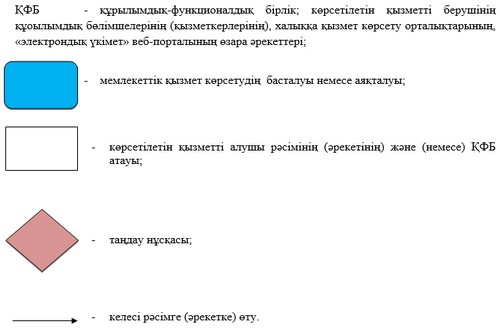 ҚФБ - құрылымдық-функционалдық бірлік; көрсетілетін қызметті берушінің
құоылымдық бөлімшелерінің (қызметкерлерінің), халыққа қызмет көрсету орталықтарының,
«электрондық үкімет» веб-порталының өзара әрекеттері;
- мемлекеттік қызмет көрсетудің басталуы немесе аяқталуы;
- көрсетілетін қызметті алушы рәсімінің (әрекетінің) және (немесе) ҚФБ
атауы;
- таңдау нұсқасы;
- келесі рәсімге (әрекетке) өту.